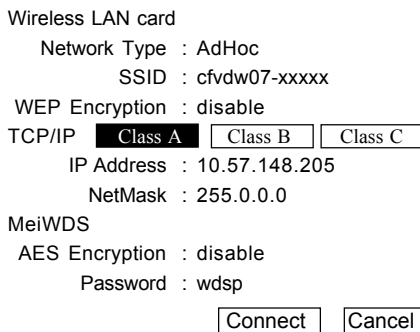 Wireless LAN card
Network Type : AdHoc
SSID : cfvdw07-xxxxx
WEP Encryption : disable
TCP/IP Class A Class B Class C
IP Address : 10.57.148.205
NetMask : 255.0.0.0
MeiWDS
AES Encryption : disable
Password : wdsp
Connect Cancel